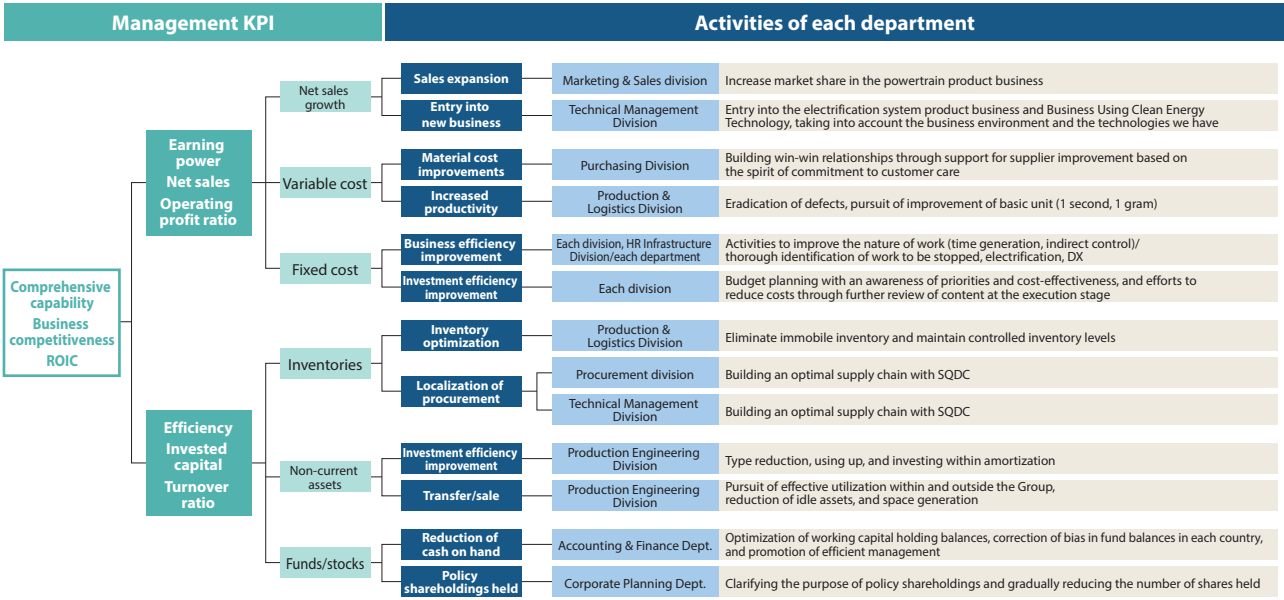 Management KPI
Activities of each department
Comprehensive
capability
Business
competitiveness
ROIC
Earning
power
Net sales
Operating
profit ratio
Net sales
growth
Sales expansion
Marketing & Sales division
Increase market share in the powertrain product business
Entry into
new business
Technical Management
Division
Entry into the electrification system product business and Business Using Clean Energy
Technology, taking into account the business environment and the technologies we have
Variable cost
Material cost
improvements
Purchasing Division
Building win-win relationships through support for supplier improvement based on
the spirit of commitment to customer care
Increased
productivity
Production &
Logistics Division
Eradication of defects, pursuit of improvement of basic unit (1 second, 1 gram)
Fixed cost
Business efficiency
improvement
Each division, HR Infrastructure
Division/each department
Activities to improve the nature of work (time generation, indirect control)/
thorough identification of work to be stopped, electrification, DX
Investment efficiency
improvement
Each division
Budget planning with an awareness of priorities and cost-effectiveness, and efforts to
reduce costs through further review of content at the execution stage
Efficiency
Invested
capital
Turnover
ratio
Inventories
Inventory
optimization
Production &
Logistics Division
Eliminate immobile inventory and maintain controlled inventory levels
Localization of
procurement
Procurement division
Building an optimal supply chain with SQDC
Technical Management
Division
Building an optimal supply chain with SQDC
Non-current
assets
Investment efficiency
improvement
Production Engineering
Division
Type reduction, using up, and investing within amortization
Transfer/sale
Production Engineering
Division
Pursuit of effective utilization within and outside the Group,
reduction of idle assets, and space generation
Funds/stocks
Reduction of
cash on hand
Accounting & Finance Dept.
Optimization of working capital holding balances, correction of bias in fund balances in each country,
and promotion of efficient management
Policy
shareholdings held
Corporate Planning Dept.
Clarifying the purpose of policy shareholdings and gradually reducing the number of shares held